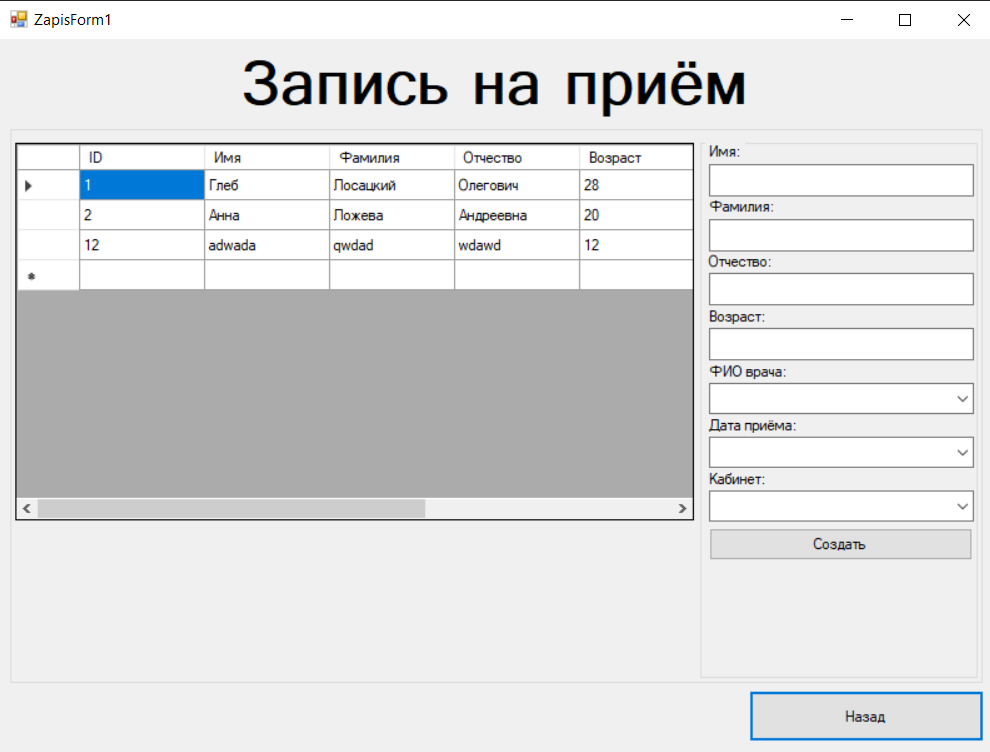 ZapisForm1
Запись на приём
ID Имя Фамилия Отчество Возраст
1 Глеб Лосацкий Олегович 28
2 Анна Ложева Андреевна 20
12 adwada qwdad wdawd 12
Имя:
Фамилия:
Отчество:
Возраст:
ФИО врача:
Дата приёма:
Кабинет:
Создать
Назад